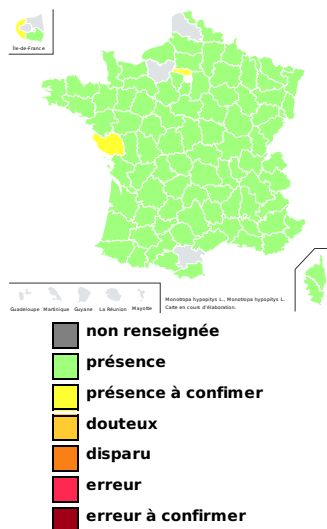 Île-de-France
Guadeloupe Martinique Guyane La Réunion Mayotte
Monotropa hypopitys L., Monotropa hypopitys L.
Carte en cours d'élaboration.
non renseignée
présence
présence à confimer
douteux
disparu
erreur
erreur à confirmer